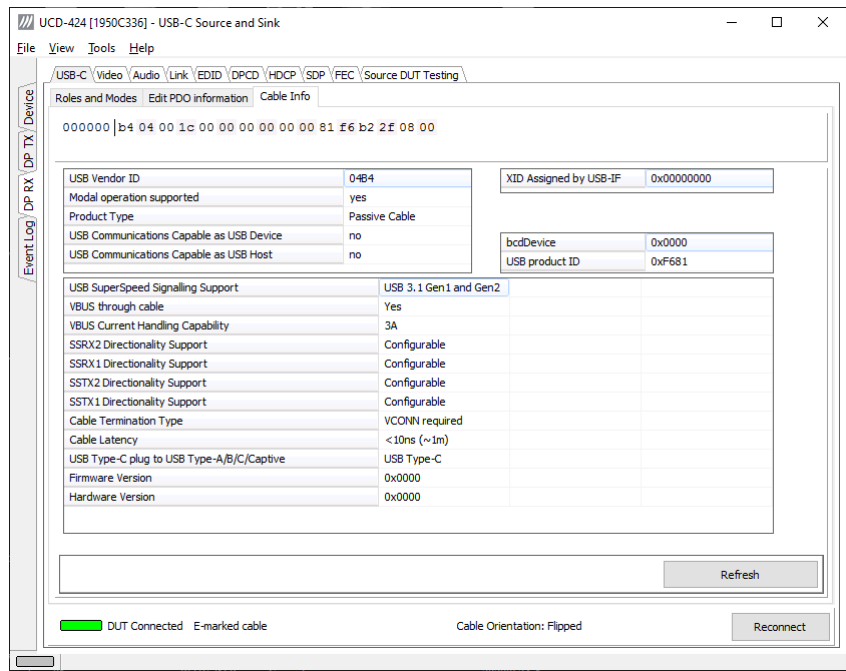 UCD-424 [1950C336] - USB-C Source and Sink
File View Tools Help
USB-C Video Audio Link EDID DPCD HDCP SDP FEC Source DUT Testing
Device
DP TX
DP RX
Event Log
Roles and Modes Edit PDO information Cable Info
000000 b4 04 00 1c 00 00 00 00 00 00 81 f6 b2 2f 08 00
USB Vendor ID 04B4
Modal operation supported yes
Product Type Passive Cable
USB Communications Capable as USB Device no
USB Communications Capable as USB Host no
XID Assigned by USB-IF 0x00000000
bcdDevice 0x0000
USB product ID 0xF681
USB SuperSpeed Signalling Support USB 3.1 Gen1 and Gen2
VBUS through cable Yes
VBUS Current Handling Capability 3A
SSRX2 Directionality Support Configurable
SSRX1 Directionality Support Configurable
SSTX2 Directionality Support Configurable
SSTX1 Directionality Support Configurable
Cable Termination Type VCONN required
Cable Latency <10ns (~1m)
USB Type-C plug to USB Type-A/B/C/Captive USB Type-C
Firmware Version 0x0000
Hardware Version 0x0000
Refresh
DUT Connected E-marked cable Cable Orientation: Flipped Reconnect